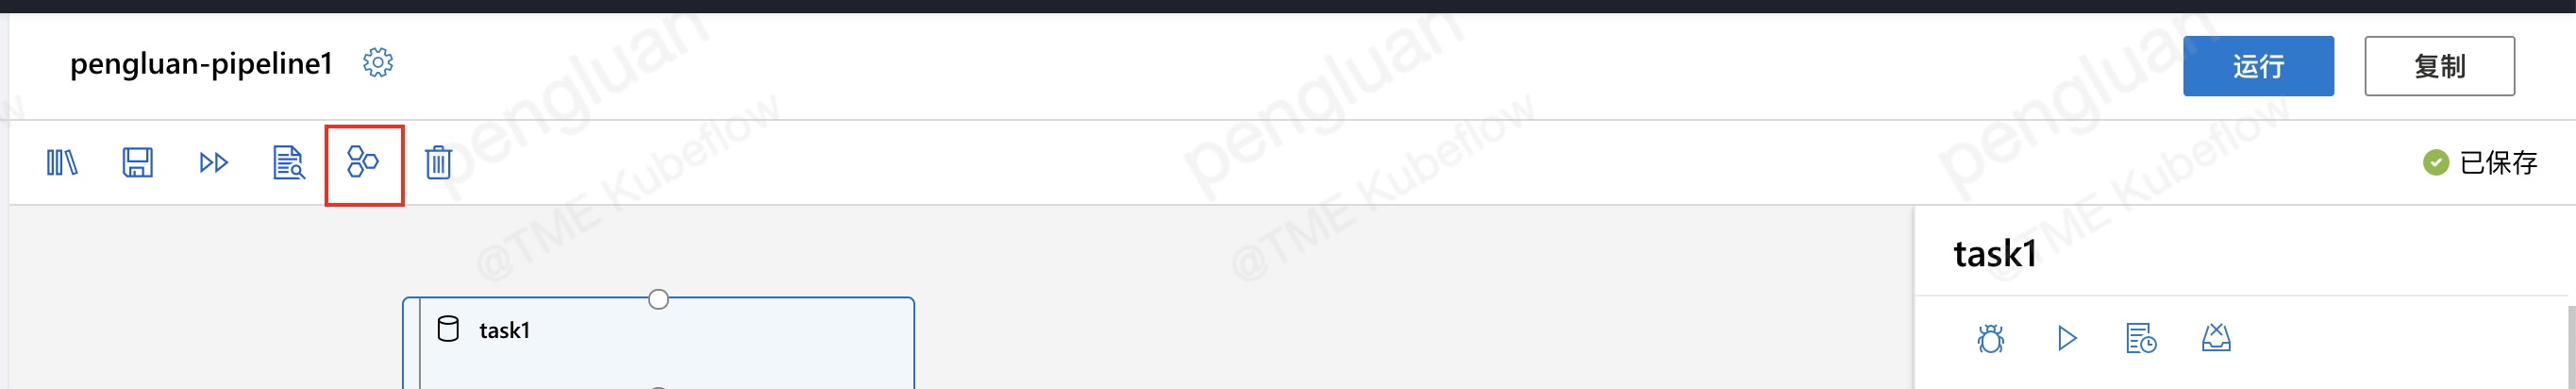 pengluan-pipeline1
运行
复制
已保存
task1
task1
pengluan
@TME Kubeflow
pengluan
@TME Kubeflow
pengluan
@TME Kubeflow